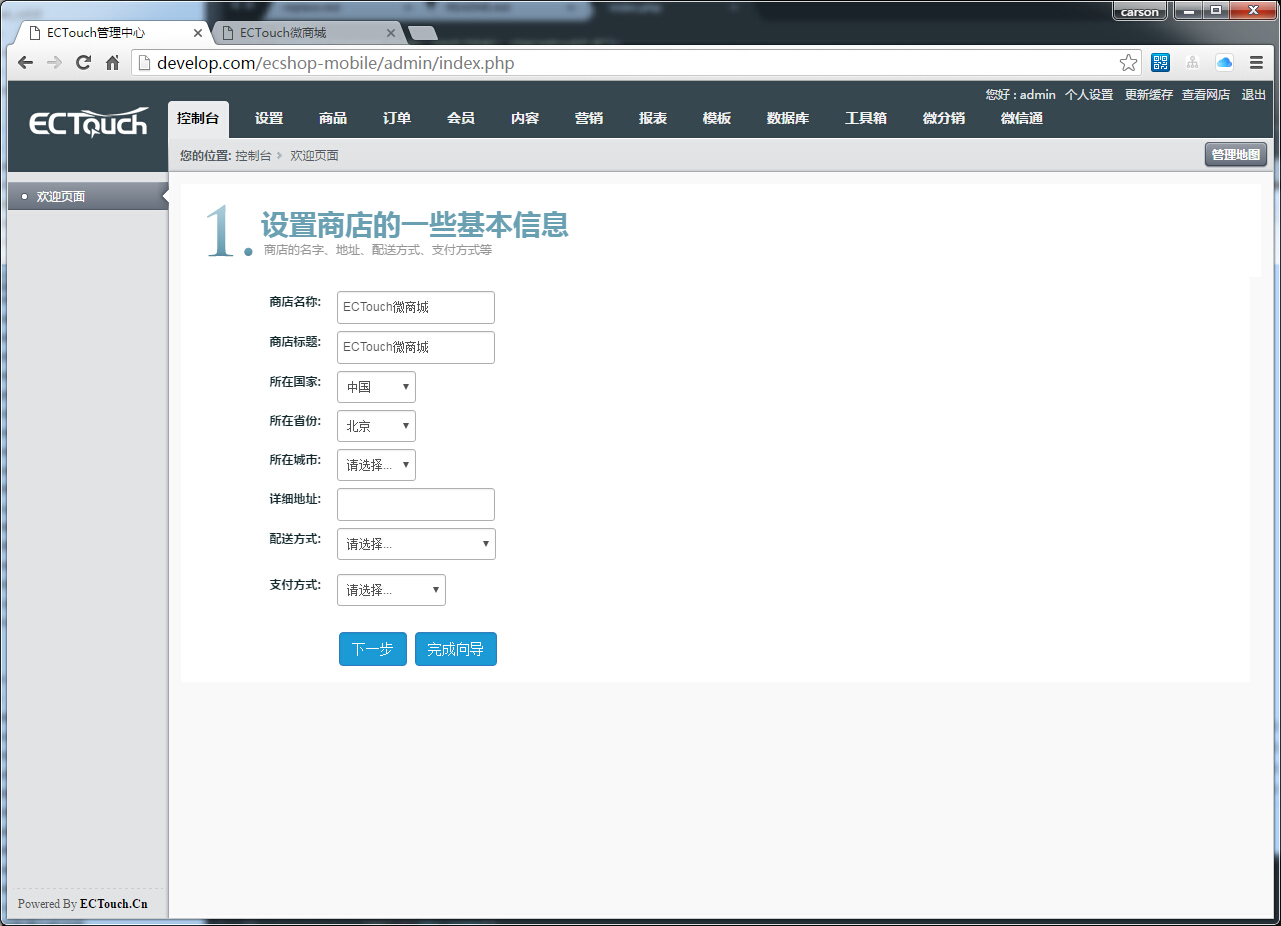 carson
ECTouch管理中心
ECTouch微商城
develop.com/ecshop-mobile/admin/index.php
您好 : admin 个人设置 更新缓存 查看网店 退出
ECTouch
控制台 设置 商品 订单 会员 内容 营销 报表 模板 数据库 工具箱 微分销 微信通
您的位置: 控制台 欢迎页面
管理地图
欢迎页面
1. 设置商店的一些基本信息
商店的名字、地址、配送方式、支付方式等
商店名称: ECTouch微商城
商店标题: ECTouch微商城
所在国家: 中国
所在省份: 北京
所在城市: 请选择...
详细地址:
配送方式: 请选择...
支付方式: 请选择...
下一步 完成向导
Powered By ECTouch.Cn